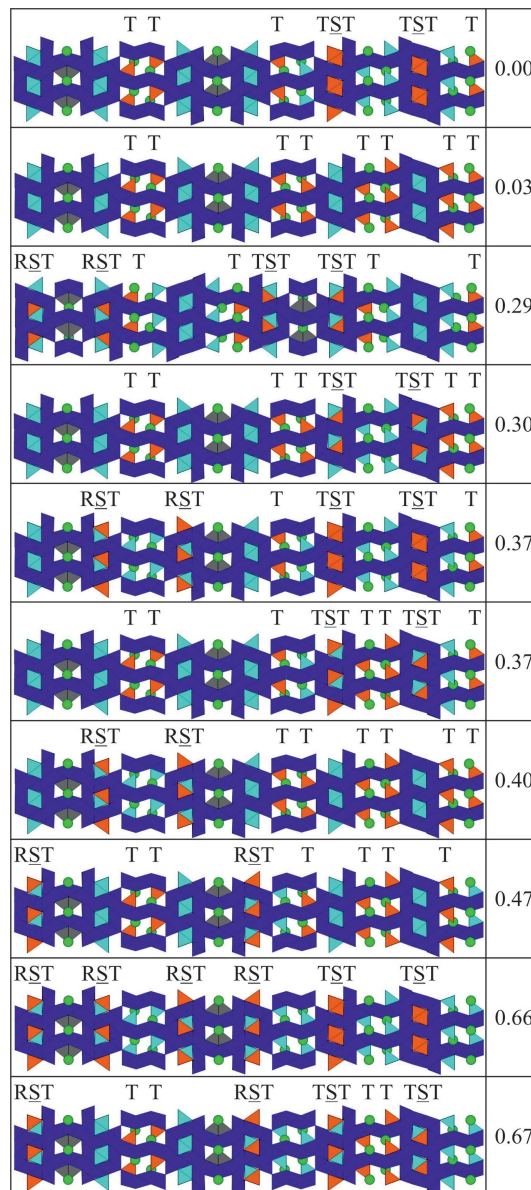 T T T TST TST T
0.00
T T T T T T T T
0.03
RST RST T T TST TST T T
0.29
T T T T TST TST T T
0.30
RST RST T TST TST T
0.37
T T T TST T T TST T
0.37
RST RST T T T T T T
0.40
RST T T RST T T T T
0.47
RST RST RST RST TST TST
0.66
RST T T RST TST T T TST
0.67